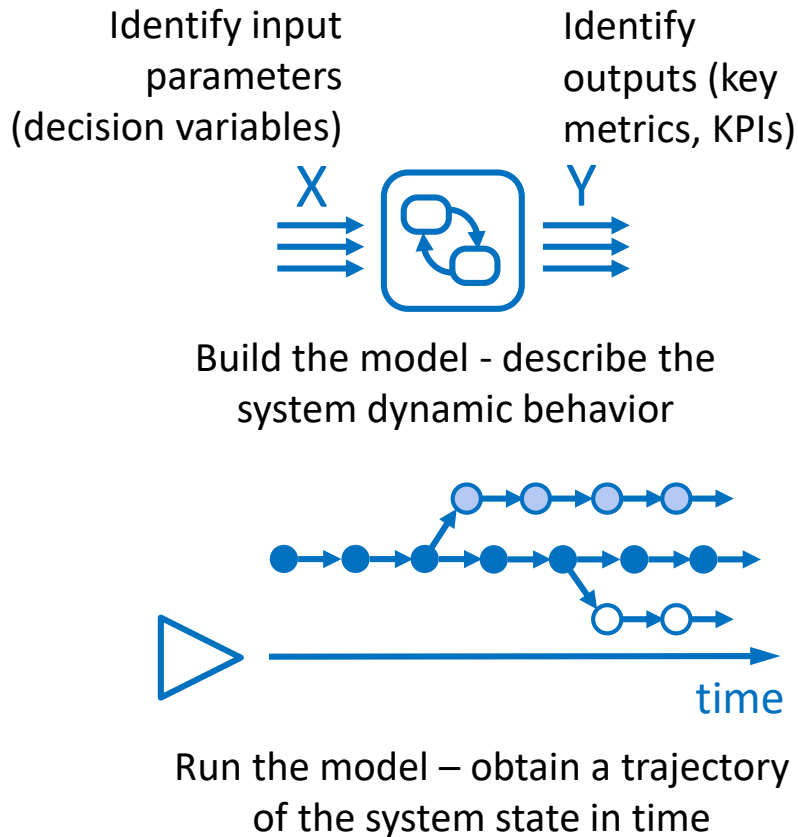 Identify input
parameters
(decision variables)
Identify
outputs (key
metrics, KPIs)
X
Y
Build the model - describe the
system dynamic behavior
time
Run the model – obtain a trajectory
of the system state in time